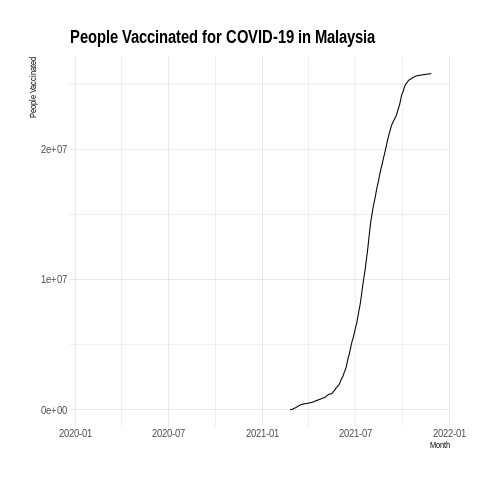 People Vaccinated for COVID-19 in Malaysia
People Vaccinated
2e+07
1e+07
0e+00
2020-01
2020-07
2021-01
2021-07
2022-01
Month